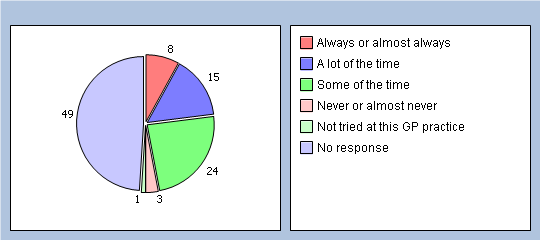 8
15
49
24
1
3
Always or almost always
A lot of the time
Some of the time
Never or almost never
Not tried at this GP practice
No response